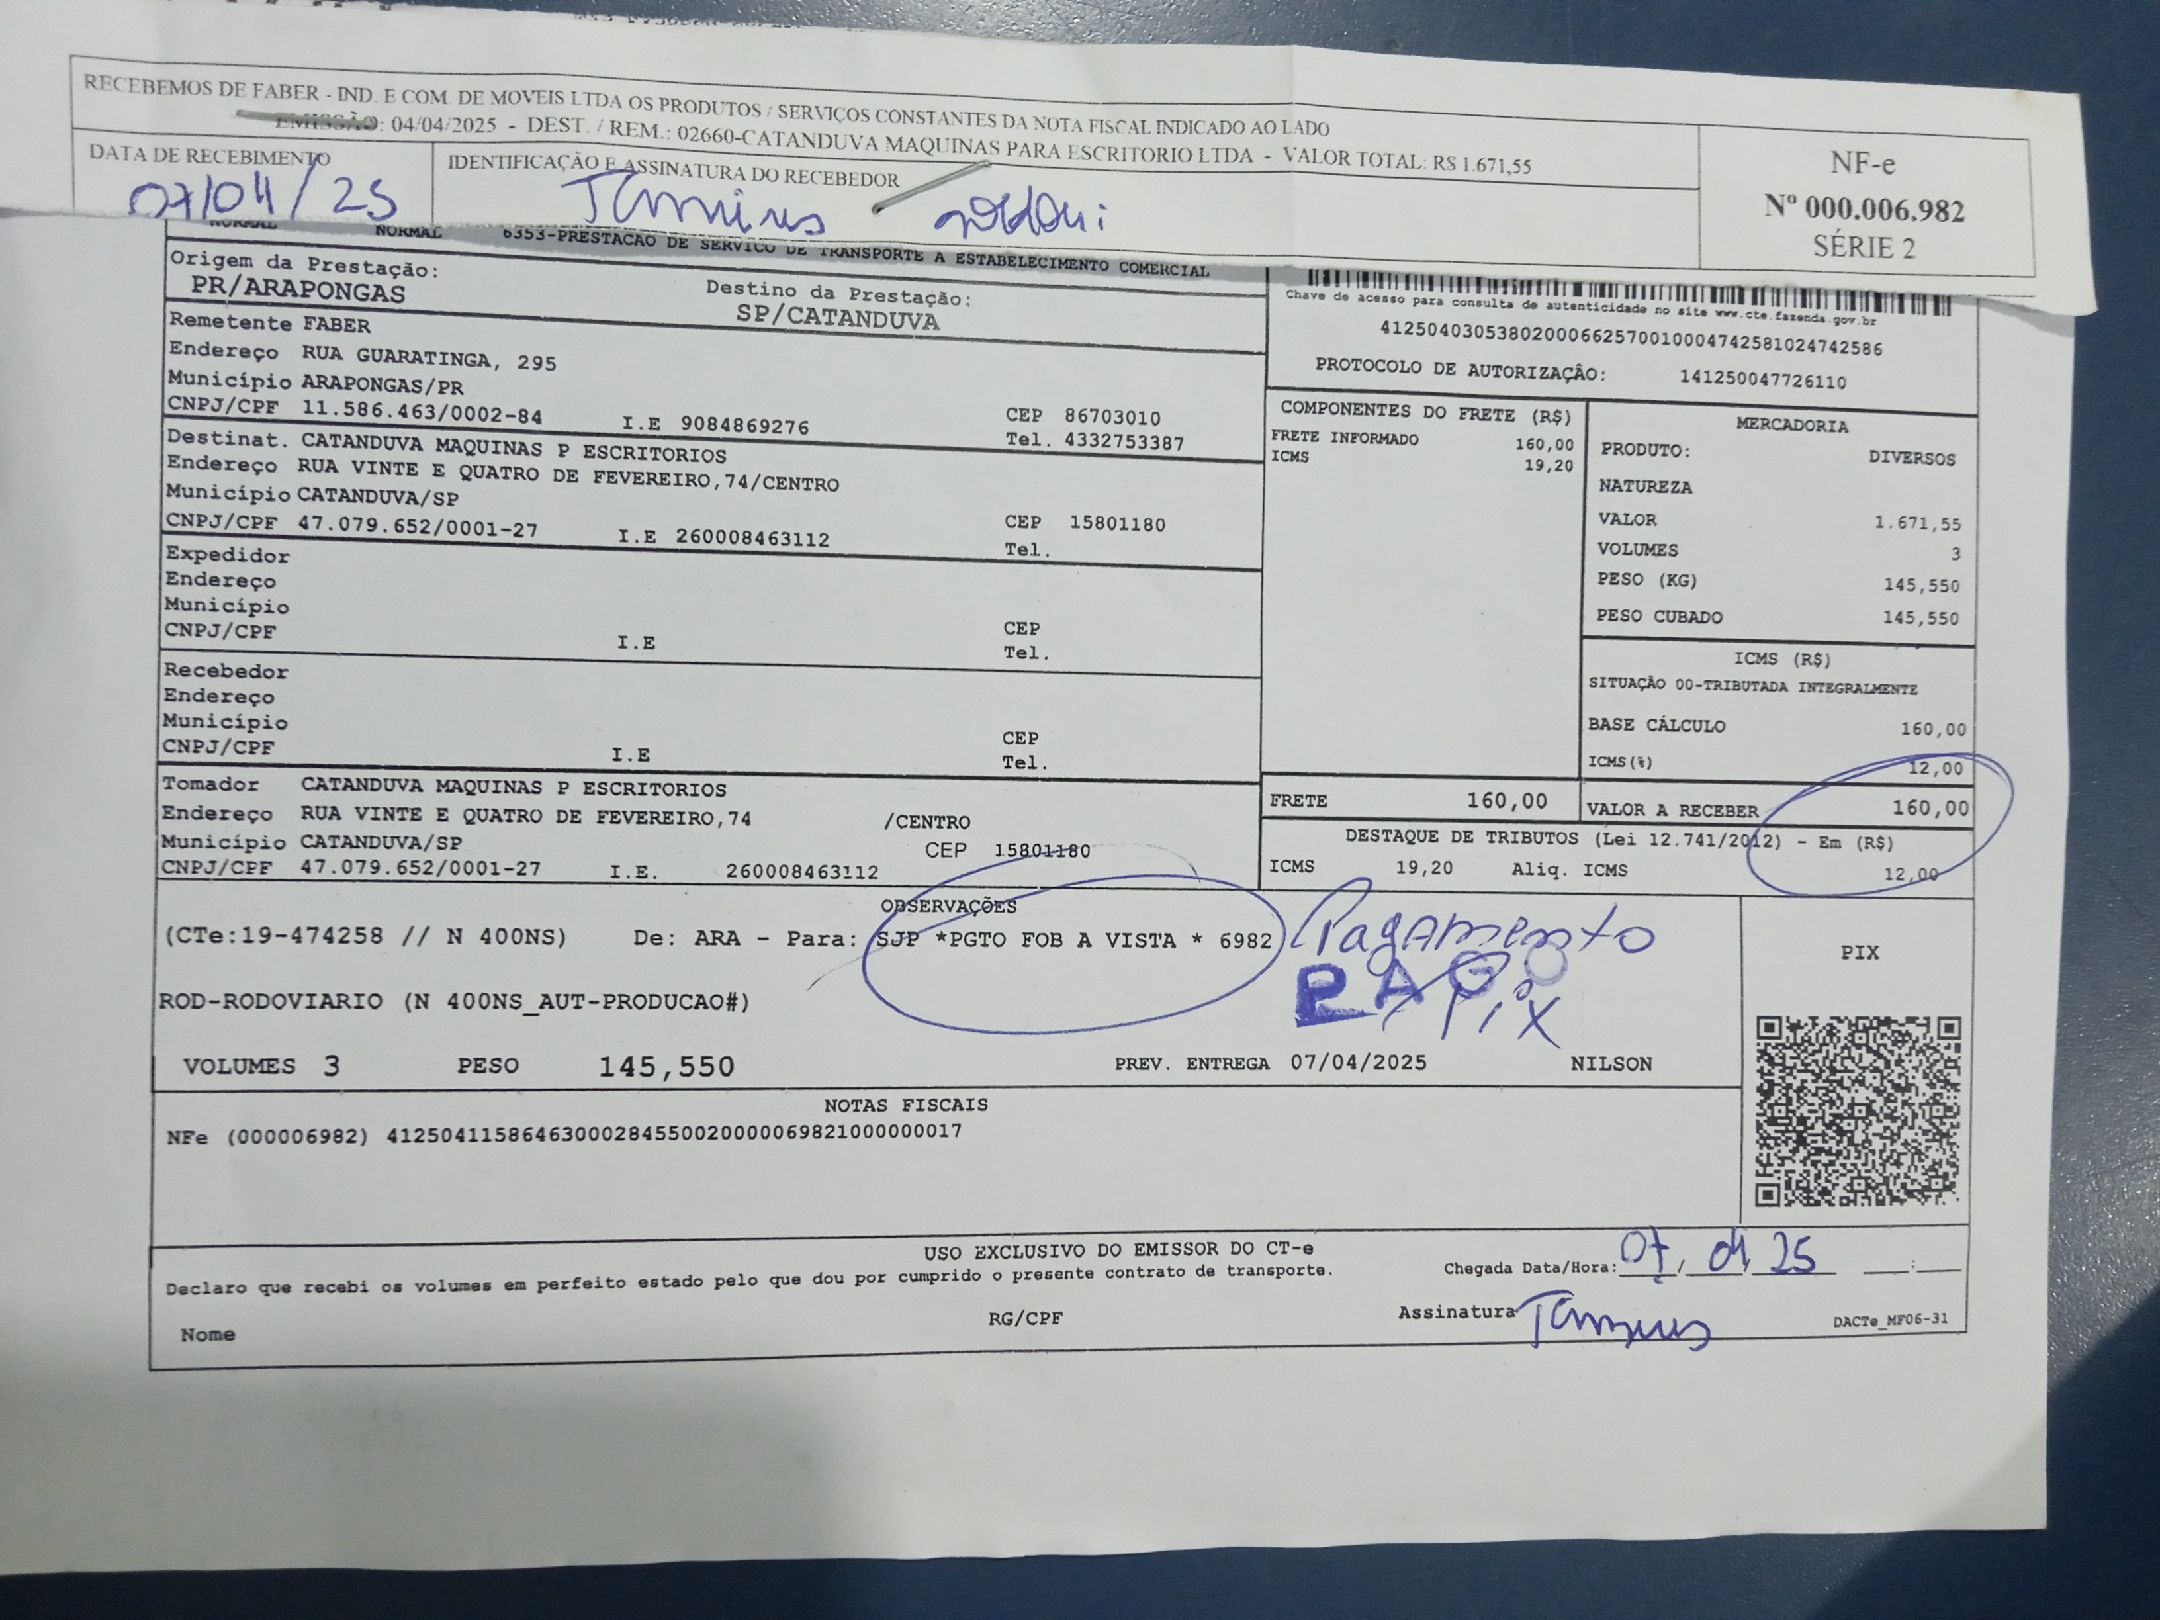 RECEBEMOS DE FABER - IND. E COM. DE MOVEIS LTDA OS PRODUTOS / SERVIÇOS CONSTANTES DA NOTA FISCAL INDICADO AO LADO
EMISSÃO: 04/04/2025 - DEST. / REM.: 02660-CATANDUVA MAQUINAS PARA ESCRITORIO LTDA - VALOR TOTAL: R$ 1.671,55
DATA DE RECEBIMENTO
07/04/25
IDENTIFICAÇÃO E ASSINATURA DO RECEBEDOR
NF-e
Nº 000.006.982
SÉRIE 2
NORMAL NORMAL 6353-PRESTACAO DE SERVICO DE TRANSPORTE A ESTABELECIMENTO COMERCIAL
Origem da Prestação:
PR/ARAPONGAS
Destino da Prestação:
SP/CATANDUVA
Chave de acesso para consulta de autenticidade no site www.cte.fazenda.gov.br
41250403053802000662570010004742581024742586
PROTOCOLO DE AUTORIZAÇÂO: 141250047726110
Remetente FABER
Endereço RUA GUARATINGA, 295
Município ARAPONGAS/PR
CNPJ/CPF 11.586.463/0002-84 I.E 9084869276
CEP 86703010
Tel. 4332753387
Destinat. CATANDUVA MAQUINAS P ESCRITORIOS
Endereço RUA VINTE E QUATRO DE FEVEREIRO,74/CENTRO
Município CATANDUVA/SP
CNPJ/CPF 47.079.652/0001-27 I.E 260008463112
CEP 15801180
Tel.
Expedidor
Endereço
Município
CNPJ/CPF I.E
CEP
Tel.
Recebedor
Endereço
Município
CNPJ/CPF I.E
CEP
Tel.
Tomador CATANDUVA MAQUINAS P ESCRITORIOS
Endereço RUA VINTE E QUATRO DE FEVEREIRO,74 /CENTRO
Município CATANDUVA/SP CEP 15801180
CNPJ/CPF 47.079.652/0001-27 I.E. 260008463112
COMPONENTES DO FRETE (R$)
FRETE INFORMADO 160,00
ICMS 19,20
MERCADORIA
PRODUTO: DIVERSOS
NATUREZA
VALOR 1.671,55
VOLUMES 3
PESO (KG) 145,550
PESO CUBADO 145,550
ICMS (R$)
SITUAÇÃO 00-TRIBUTADA INTEGRALMENTE
BASE CÁLCULO 160,00
ICMS(%) 12,00
FRETE 160,00
VALOR A RECEBER 160,00
DESTAQUE DE TRIBUTOS (Lei 12.741/2012) - Em (R$)
ICMS 19,20 Aliq. ICMS 12,00
OBSERVAÇÕES
(CTe:19-474258 // N 400NS) De: ARA - Para: SJP *PGTO FOB A VISTA * 6982
Pagamento
PAGO
Pix
PIX
ROD-RODOVIARIO (N 400NS_AUT-PRODUCAO#)
VOLUMES 3 PESO 145,550 PREV. ENTREGA 07/04/2025 NILSON
NOTAS FISCAIS
NFe (000006982) 41250411586463000284550020000069821000000017
USO EXCLUSIVO DO EMISSOR DO CT-e
Declaro que recebi os volumes em perfeito estado pelo que dou por cumprido o presente contrato de transporte.
Chegada Data/Hora: 07/04/25 :
Nome RG/CPF Assinatura
DACTe_MF06-31